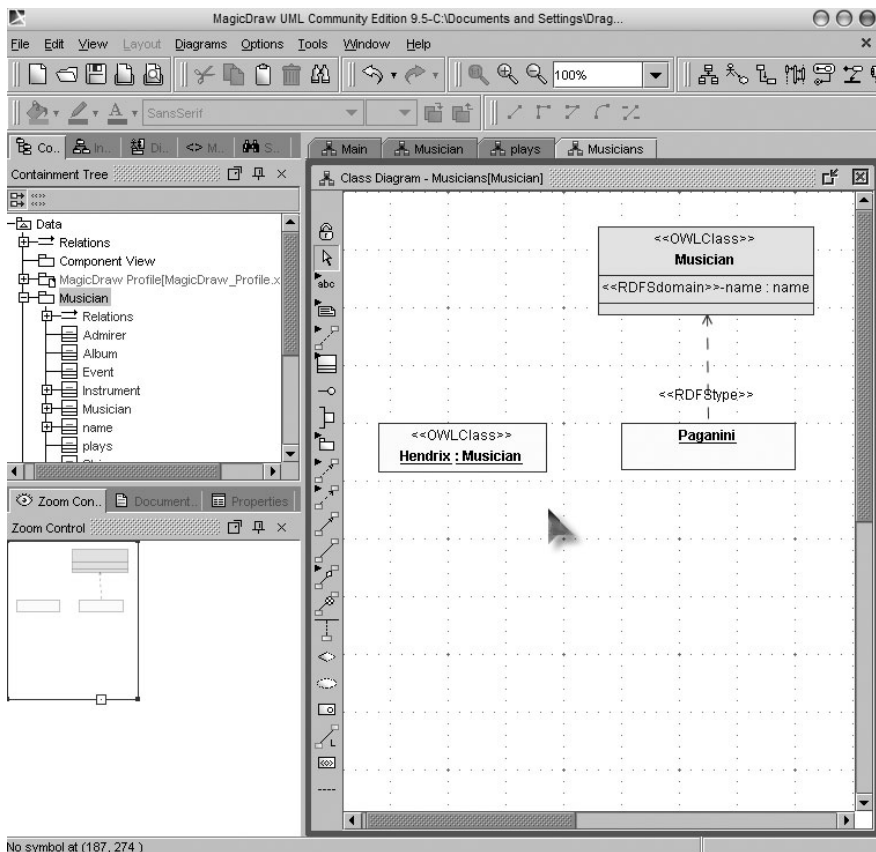 MagicDraw UML Community Edition 9.5-C:\Documents and Settings\Drag...
File Edit View Layout Diagrams Options Tools Window Help
100%
SansSerif
Co.. In.. Di.. <> M.. S..
Main Musician plays Musicians
Containment Tree
Class Diagram - Musicians[Musician]
Data
Relations
Component View
MagicDraw Profile[MagicDraw_Profile.x
Musician
Relations
Admirer
Album
Event
Instrument
Musician
name
plays
abc
<<OWLClass>>
Musician
<<RDFSdomain>>-name : name
<<RDFStype>>
<<OWLClass>>
Hendrix : Musician
Paganini
Zoom Con.. Document.. Properties
Zoom Control
L
No symbol at (187, 274 )